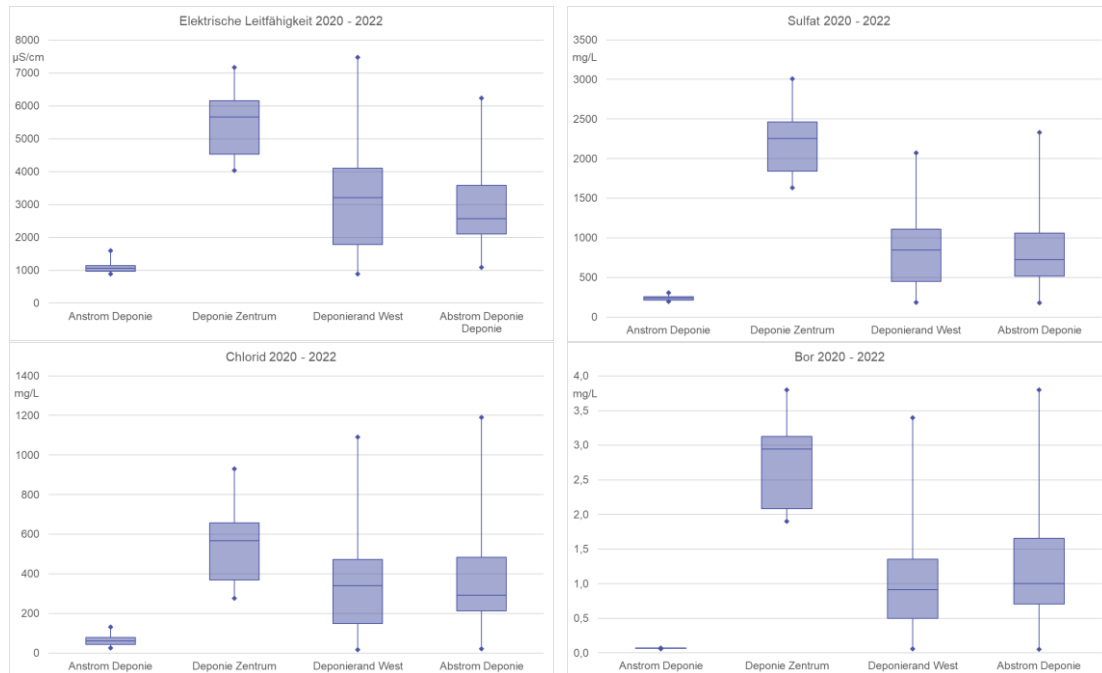 Elektrische Leitfähigkeit 2020 - 2022
8000
µS/cm
7000
6000
5000
4000
3000
2000
1000
0
Anstrom Deponie Deponie Zentrum Deponierand West Abstrom Deponie
Deponie
Sulfat 2020 - 2022
3500
mg/L
3000
2500
2000
1500
1000
500
0
Anstrom Deponie Deponie Zentrum Deponierand West Abstrom Deponie
Chlorid 2020 - 2022
1400
mg/L
1200
1000
800
600
400
200
0
Anstrom Deponie Deponie Zentrum Deponierand West Abstrom Deponie
Bor 2020 - 2022
4,0
mg/L
3,5
3,0
2,5
2,0
1,5
1,0
0,5
0,0
Anstrom Deponie Deponie Zentrum Deponierand West Abstrom Deponie